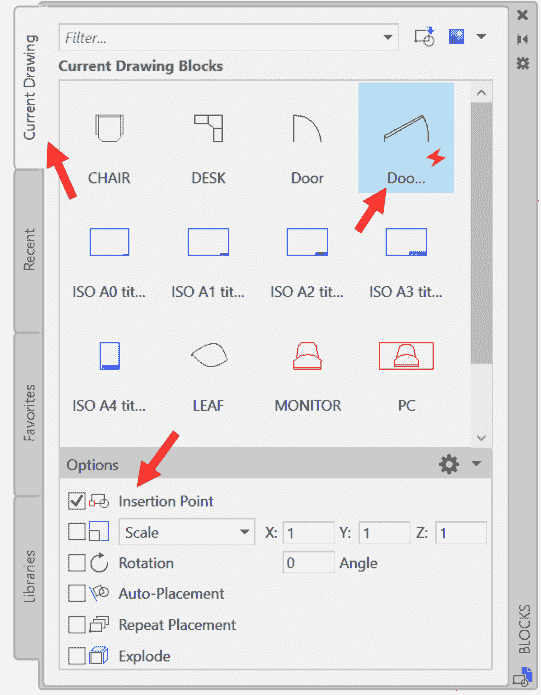 Filter...
Current Drawing Blocks
CHAIR
DESK
Door
Doo...
ISO A0 tit...
ISO A1 tit...
ISO A2 tit...
ISO A3 tit...
ISO A4 tit...
LEAF
MONITOR
PC
Options
Insertion Point
Scale X: 1 Y: 1 Z: 1
Rotation 0 Angle
Auto-Placement
Repeat Placement
Explode
Current Drawing
Recent
Favorites
Libraries
BLOCKS